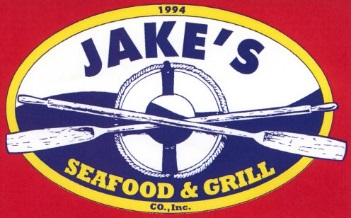 1994
JAKE'S
SEAFOOD & GRILL
CO., Inc.